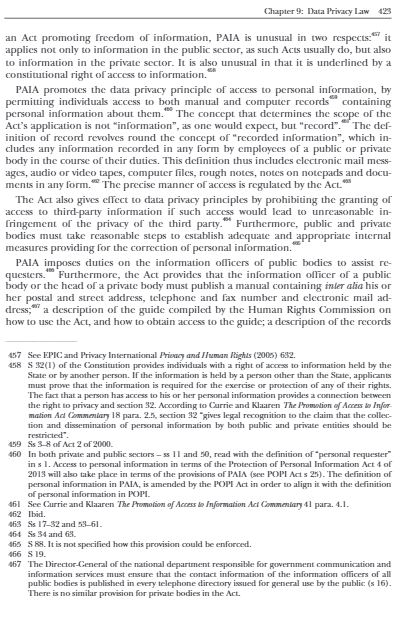 Chapter 9: Data Privacy Law 423
an Act promoting freedom of information, PAIA is unusual in two respects:457 it
applies not only to information in the public sector, as such Acts usually do, but also
to information in the private sector. It is also unusual in that it is underlined by a
constitutional right of access to information.458
PAIA promotes the data privacy principle of access to personal information, by
permitting individuals access to both manual and computer records459 containing
personal information about them.460 The concept that determines the scope of the
Act's application is not “information”, as one would expect, but “record”.461 The def-
inition of record revolves round the concept of “recorded information”, which in-
cludes any information recorded in any form by employees of a public or private
body in the course of their duties. This definition thus includes electronic mail mess-
ages, audio or video tapes, computer files, rough notes, notes on notepads and docu-
ments in any form.462 The precise manner of access is regulated by the Act.463
The Act also gives effect to data privacy principles by prohibiting the granting of
access to third-party information if such access would lead to unreasonable in-
fringement of the privacy of the third party.464 Furthermore, public and private
bodies must take reasonable steps to establish adequate and appropriate internal
measures providing for the correction of personal information.465
PAIA imposes duties on the information officers of public bodies to assist re-
questers.466 Furthermore, the Act provides that the information officer of a public
body or the head of a private body must publish a manual containing inter alia his or
her postal and street address, telephone and fax number and electronic mail ad-
dress;467 a description of the guide compiled by the Human Rights Commission on
how to use the Act, and how to obtain access to the guide; a description of the records
457 See EPIC and Privacy International Privacy and Human Rights (2005) 632.
458 S 32(1) of the Constitution provides individuals with a right of access to information held by the
State or by another person. If the information is held by a person other than the State, applicants
must prove that the information is required for the exercise or protection of any of their rights.
The fact that a person has access to his or her personal information provides a connection between
the right to privacy and section 32. According to Currie and Klaaren The Promotion of Access to Infor-
mation Act Commentary 18 para. 2.5, section 32 “gives legal recognition to the claim that the collec-
tion and dissemination of personal information by both public and private entities should be
restricted”.
459 Ss 3–8 of Act 2 of 2000.
460 In both private and public sectors – ss 11 and 50, read with the definition of “personal requester”
in s 1. Access to personal information in terms of the Protection of Personal Information Act 4 of
2013 will also take place in terms of the provisions of PAIA (see POPI Act s 25). The definition of
personal information in PAIA, is amended by the POPI Act in order to align it with the definition
of personal information in POPI.
461 See Currie and Klaaren The Promotion of Access to Information Act Commentary 41 para. 4.1.
462 Ibid.
463 Ss 17–32 and 53–61.
464 Ss 34 and 63.
465 S 88. It is not specified how this provision could be enforced.
466 S 19.
467 The Director-General of the national department responsible for government communication and
information services must ensure that the contact information of the information officers of all
public bodies is published in every telephone directory issued for general use by the public (s 16).
There is no similar provision for private bodies in the Act.